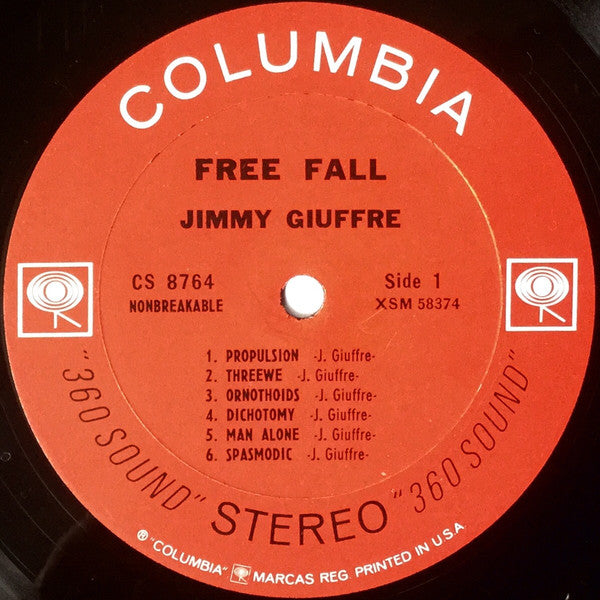 COLUMBIA
FREE FALL
JIMMY GIUFFRE
CS 8764
NONBREAKABLE
Side 1
XSM 58374
1. PROPULSION -J. Giuffre-
2. THREEWE -J. Giuffre-
3. ORNOTHOIDS -J. Giuffre-
4. DICHOTOMY -J. Giuffre-
5. MAN ALONE -J. Giuffre-
6. SPASMODIC -J. Giuffre-
"360 SOUND" STEREO "360 SOUND"
® "COLUMBIA" MARCAS REG. PRINTED IN U.S.A.